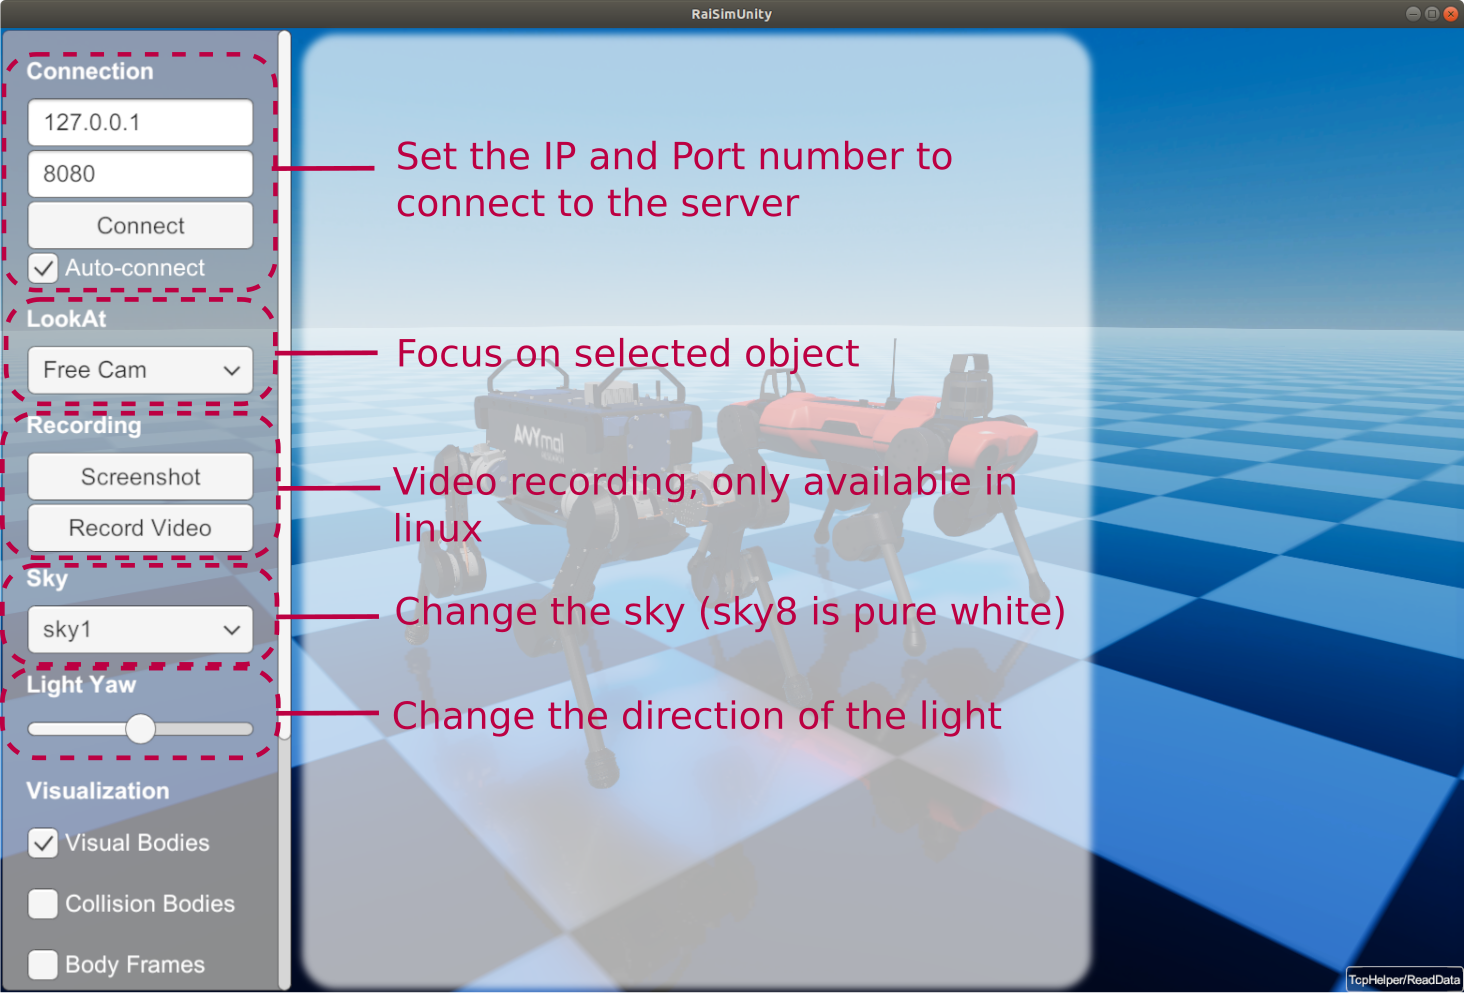 RaiSimUnity
Connection
127.0.0.1
8080
Connect
Auto-connect
Set the IP and Port number to
connect to the server
LookAt
Free Cam
Focus on selected object
Recording
Screenshot
Record Video
Video recording, only available in
linux
Sky
sky1
Change the sky (sky8 is pure white)
Light Yaw
Change the direction of the light
Visualization
Visual Bodies
Collision Bodies
Body Frames
ANYmal
TcpHelper/ReadData